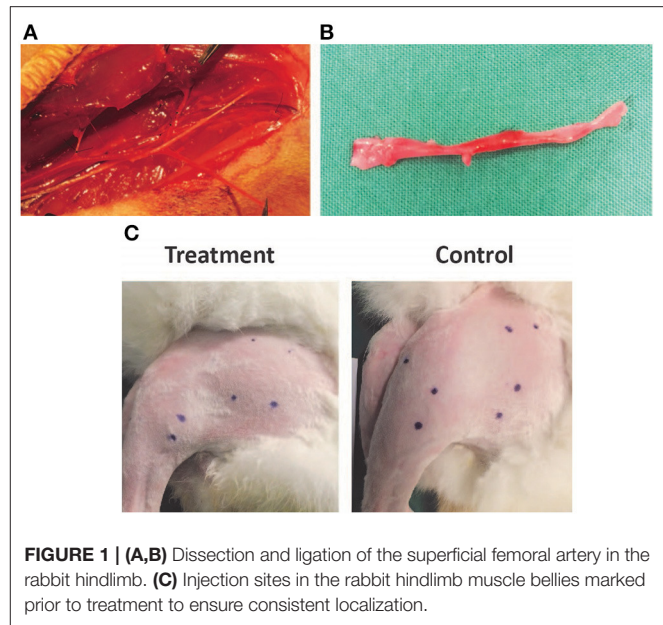 A
B
C
Treatment
Control
FIGURE 1 | (A,B) Dissection and ligation of the superficial femoral artery in the
rabbit hindlimb. (C) Injection sites in the rabbit hindlimb muscle bellies marked
prior to treatment to ensure consistent localization.